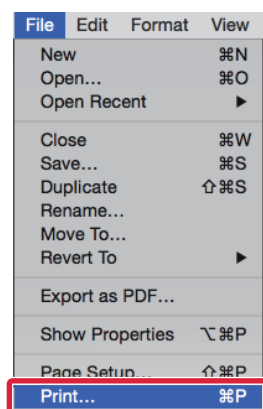 File Edit Format View
New ⌘N
Open... ⌘O
Open Recent ▶
Close ⌘W
Save... ⌘S
Duplicate ⇧⌘S
Rename...
Move To...
Revert To ▶
Export as PDF...
Show Properties ⌥⌘P
Page Setup... ⇧⌘P
Print... ⌘P